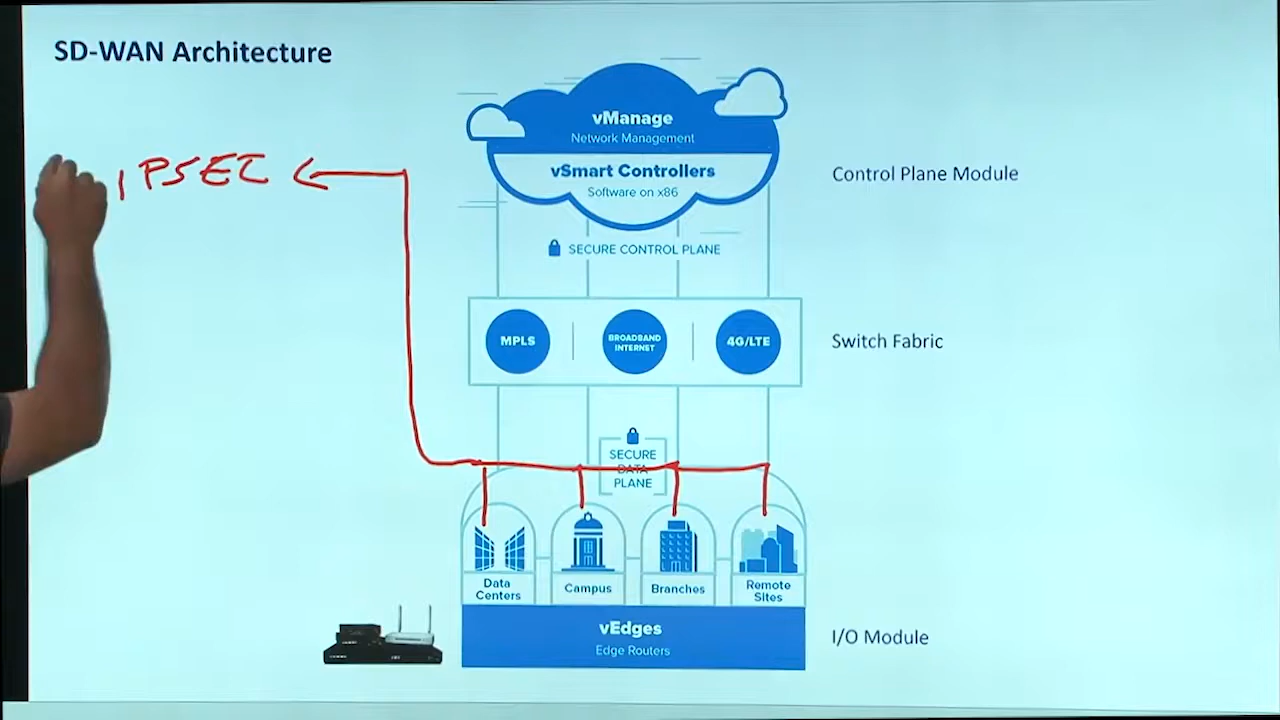 SD-WAN Architecture
vManage
Network Management
vSmart Controllers
Software on x86
Control Plane Module
IPSEC
SECURE CONTROL PLANE
MPLS
BROADBAND
INTERNET
4G/LTE
Switch Fabric
SECURE
DATA
PLANE
Data
Centers
Campus
Branches
Remote
Sites
vEdges
Edge Routers
I/O Module